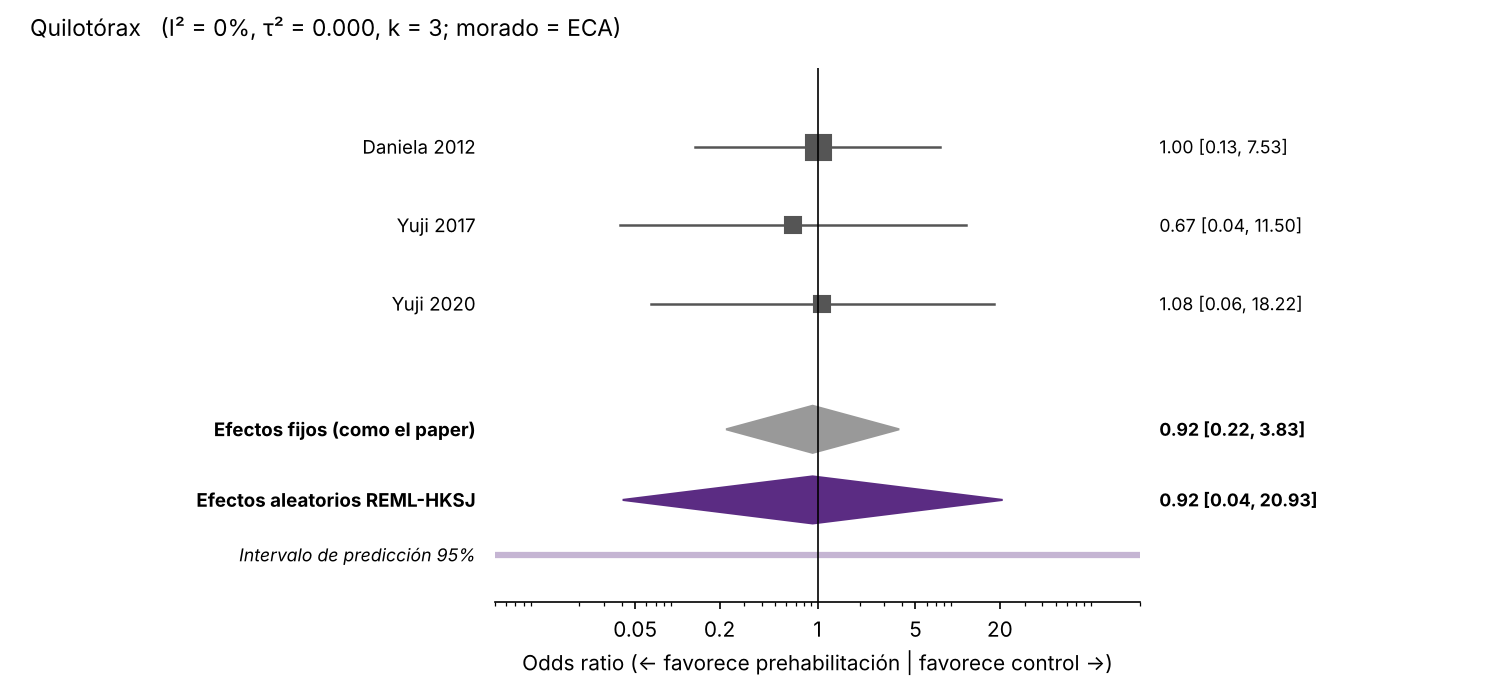 Quilotórax (I² = 0%, τ² = 0.000, k = 3; morado = ECA)
Daniela 2012 1.00 [0.13, 7.53]
Yuji 2017 0.67 [0.04, 11.50]
Yuji 2020 1.08 [0.06, 18.22]
Efectos fijos (como el paper) 0.92 [0.22, 3.83]
Efectos aleatorios REML-HKSJ 0.92 [0.04, 20.93]
Intervalo de predicción 95%
0.05 0.2 1 5 20
Odds ratio (← favorece prehabilitación | favorece control →)